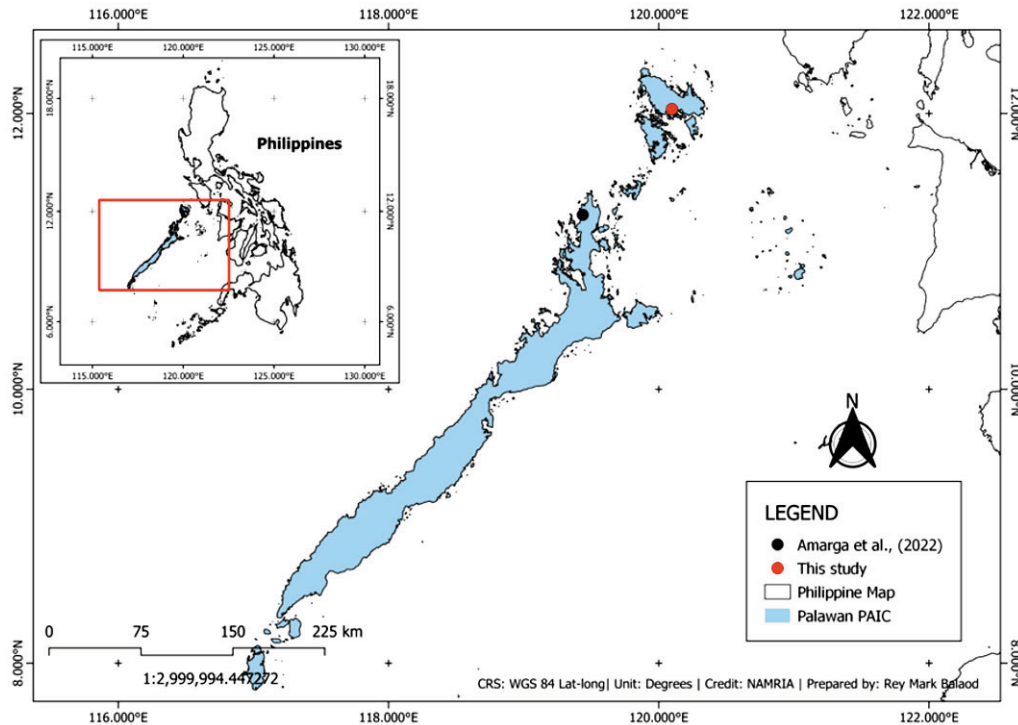 116.000°E 118.000°E 120.000°E 122.000°E
115.000°E 120.000°E 125.000°E 130.000°E
18.000°N 18.000°N
Philippines
12.000°N 12.000°N
12.000°N 12.000°N
6.000°N 6.000°N
115.000°E 120.000°E 125.000°E 130.000°E
10.000°N 10.000°N
N
LEGEND
Amarga et al., (2022)
This study
Philippine Map
Palawan PAIC
0 75 150 225 km
1:2,999,994.447272
8.000°N 8.000°N
CRS: WGS 84 Lat-long| Unit: Degrees | Credit: NAMRIA | Prepared by: Rey Mark Balaod
116.000°E 118.000°E 120.000°E 122.000°E